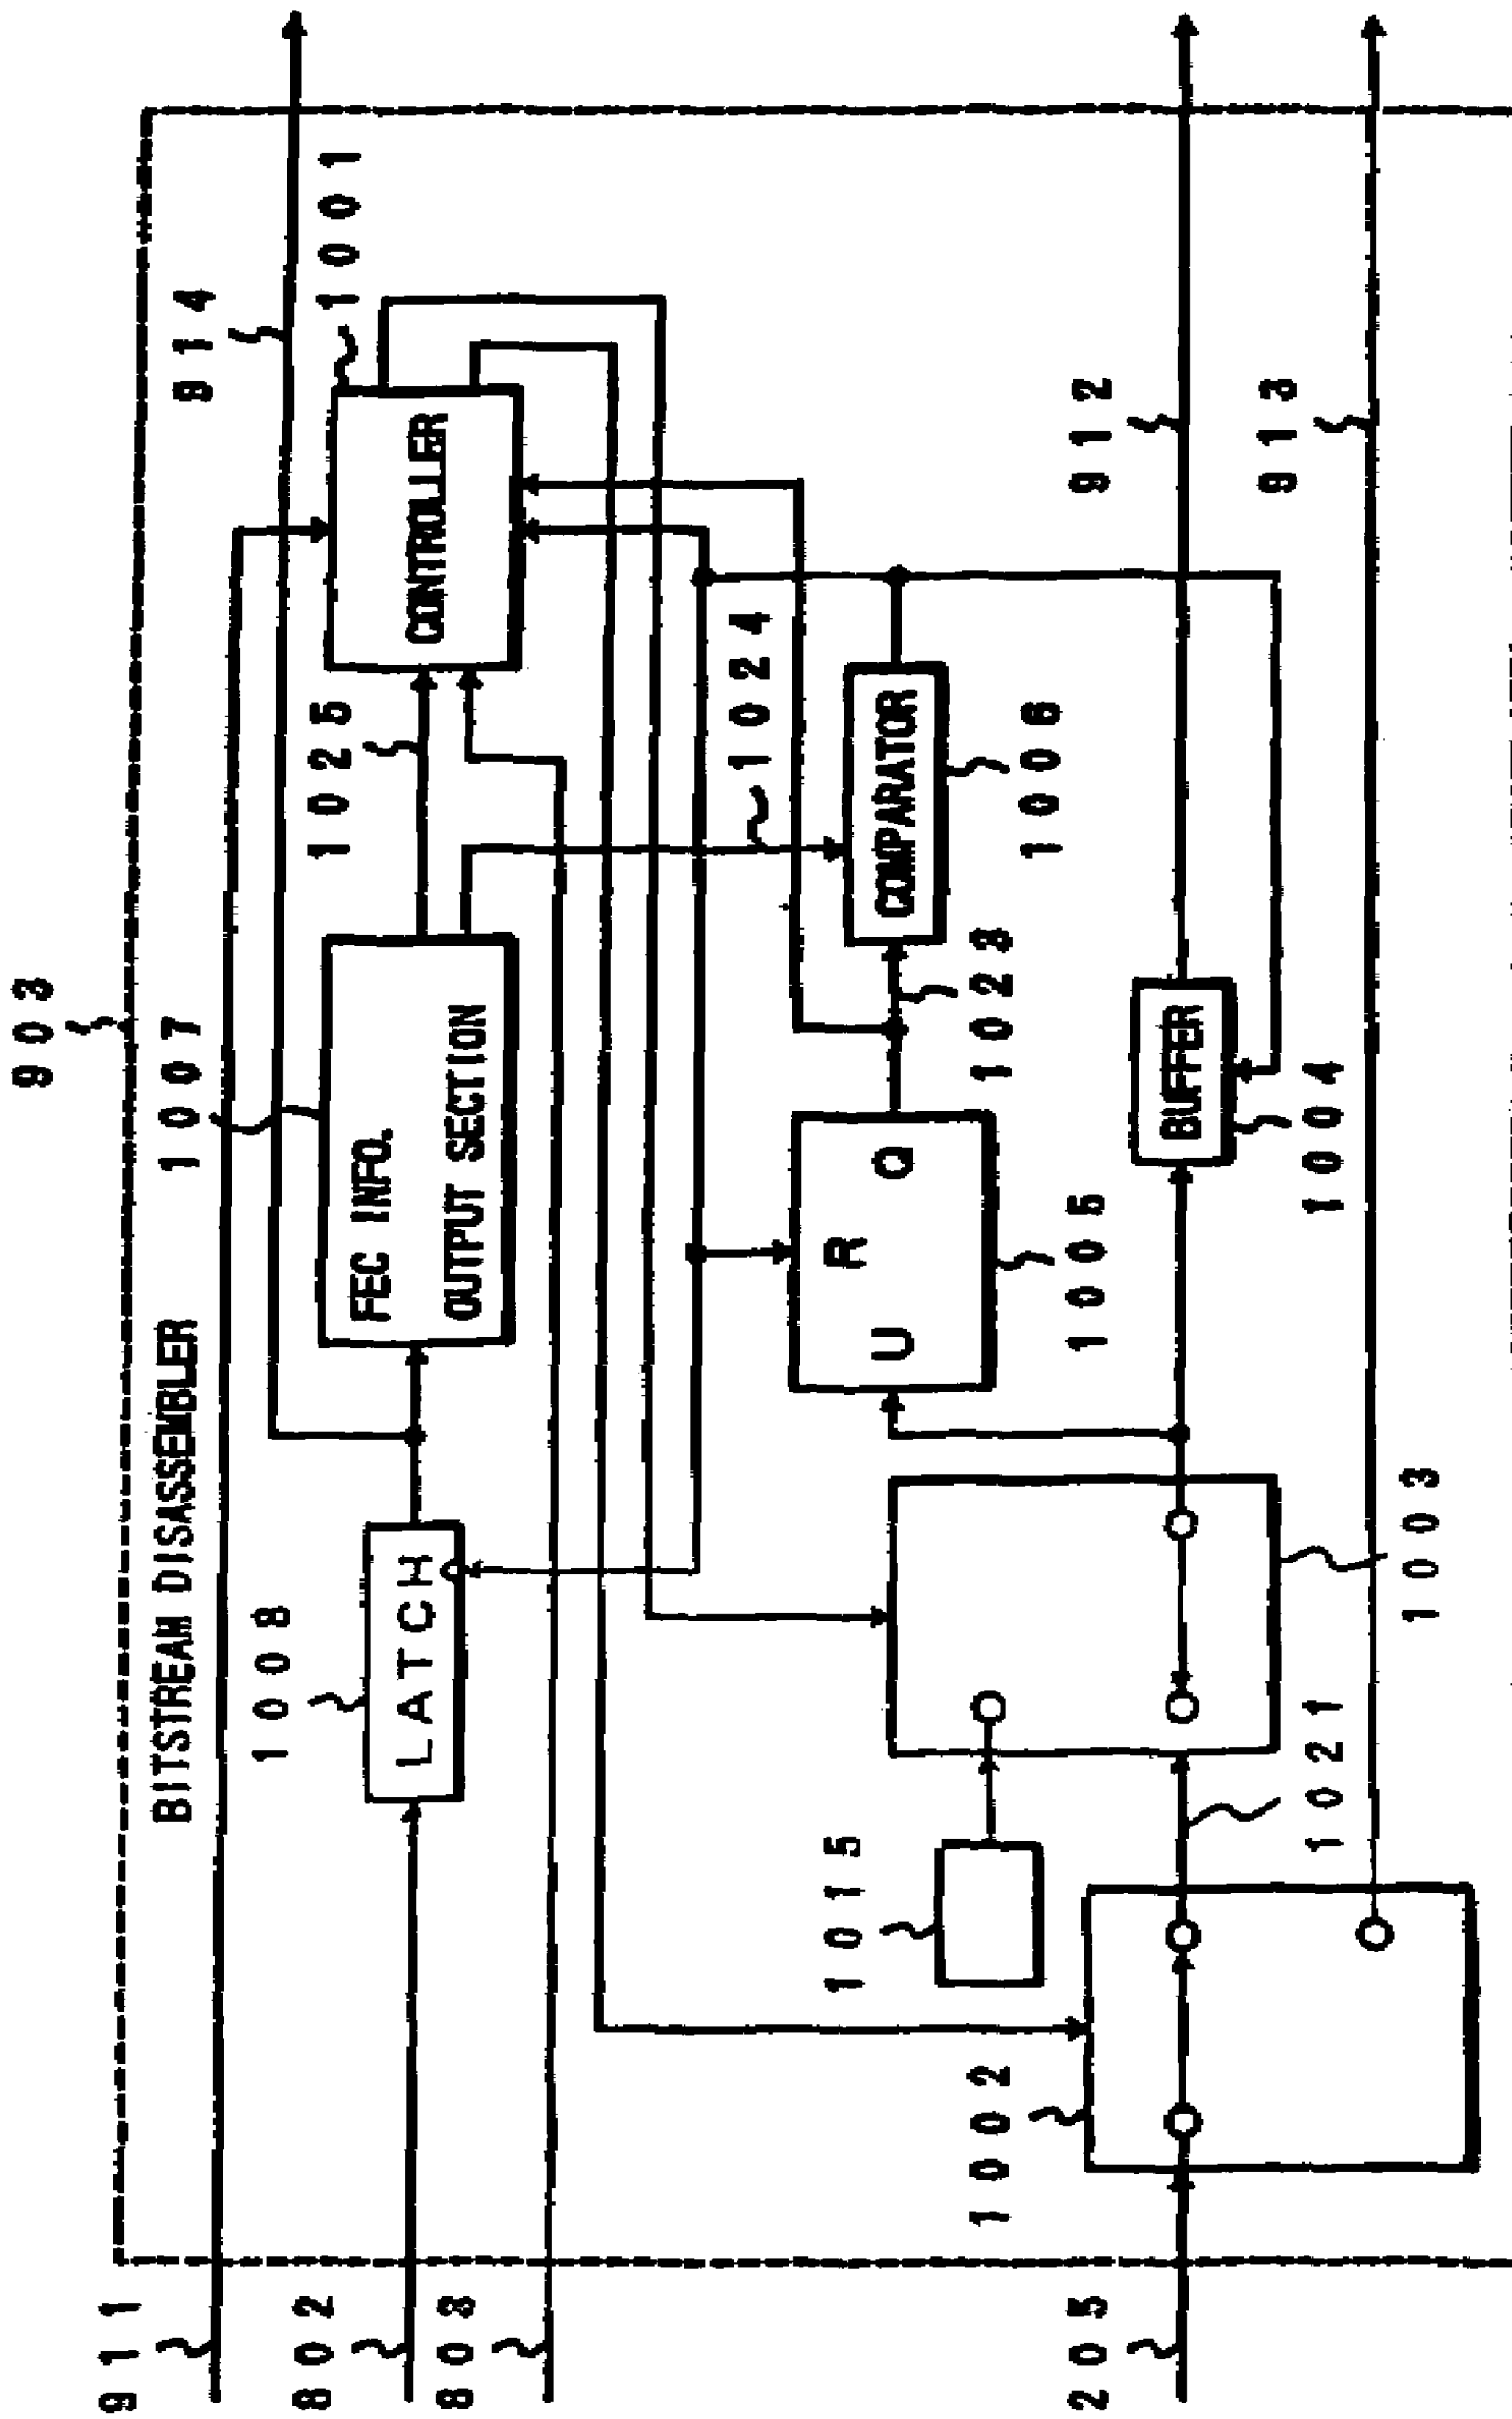 903
911
BITSTREAM DISASSEMBLER
1007
914
1008
802
1025
1001
FEC INFO.
OUTPUT SECTION
LATCH
CONTROLLER
803
1024
1015
R
U Q
COMPARATOR
1002
1023
1006
1005
205
912
BUFFER
913
1021
1004
1003